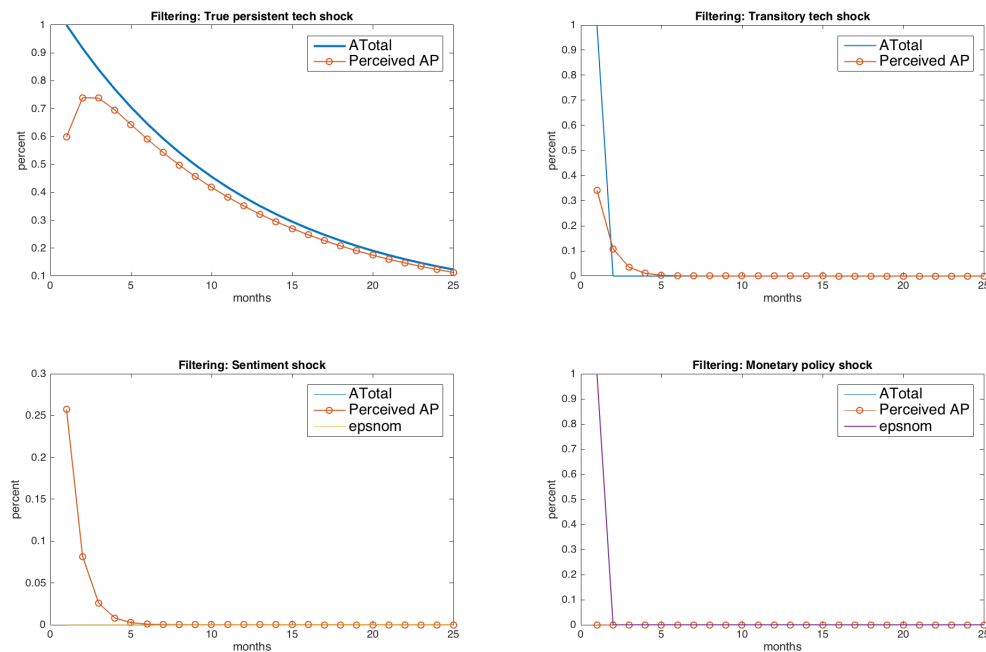 Filtering: True persistent tech shock
1
0.9
0.8
0.7
0.6
0.5
0.4
0.3
0.2
0.1
percent
0 5 10 15 20 25
months
ATotal
Perceived AP
Filtering: Transitory tech shock
1
0.9
0.8
0.7
0.6
0.5
0.4
0.3
0.2
0.1
0
percent
0 5 10 15 20 25
months
ATotal
Perceived AP
Filtering: Sentiment shock
0.3
0.25
0.2
0.15
0.1
0.05
0
percent
0 5 10 15 20 25
months
ATotal
Perceived AP
epsnom
Filtering: Monetary policy shock
1
0.9
0.8
0.7
0.6
0.5
0.4
0.3
0.2
0.1
0
percent
0 5 10 15 20 25
months
ATotal
Perceived AP
epsnom